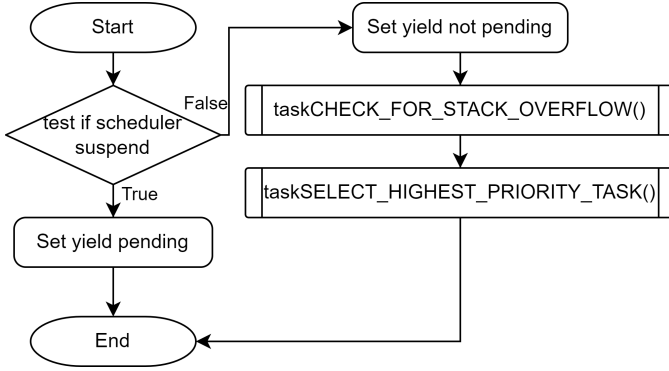 Start
test if scheduler
suspend
True
Set yield pending
False
Set yield not pending
taskCHECK_FOR_STACK_OVERFLOW()
taskSELECT_HIGHEST_PRIORITY_TASK()
End